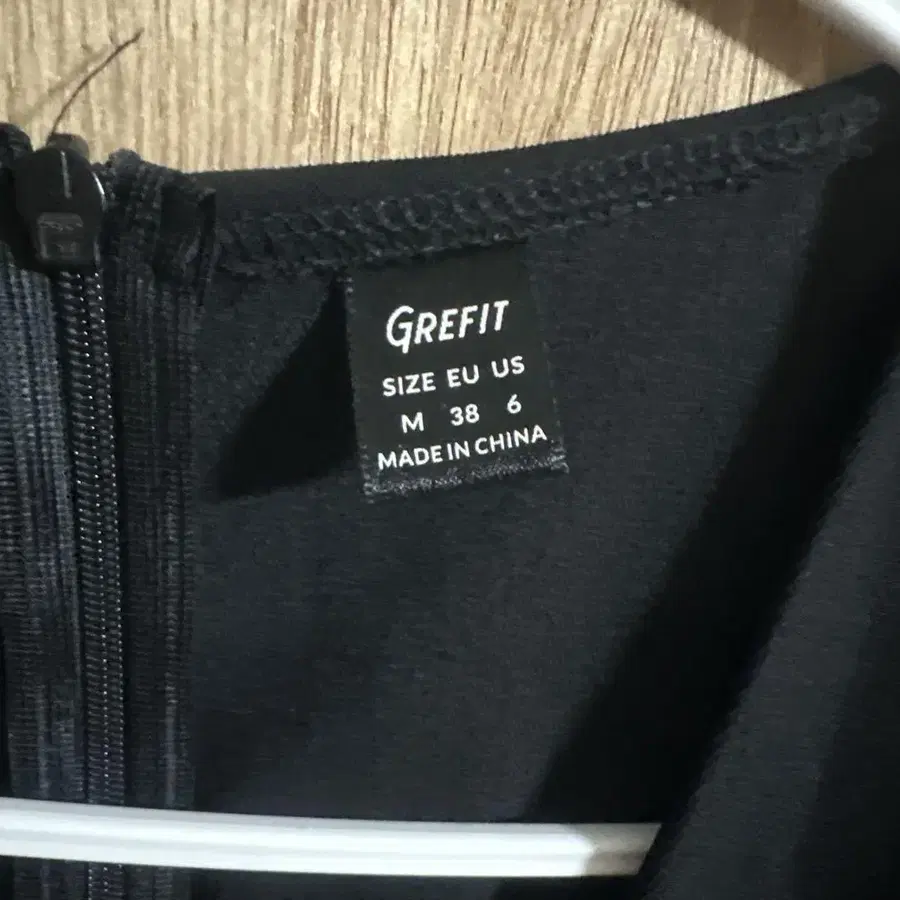 GREFIT
SIZE EU US
M 38 6
MADE IN CHINA